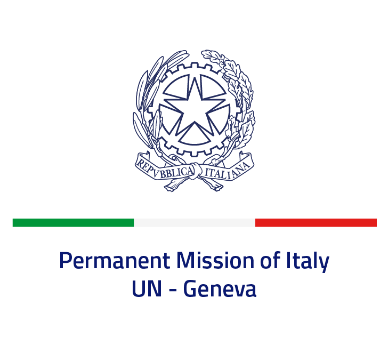 REPVBBLICA ITALIANA
Permanent Mission of Italy
UN - Geneva